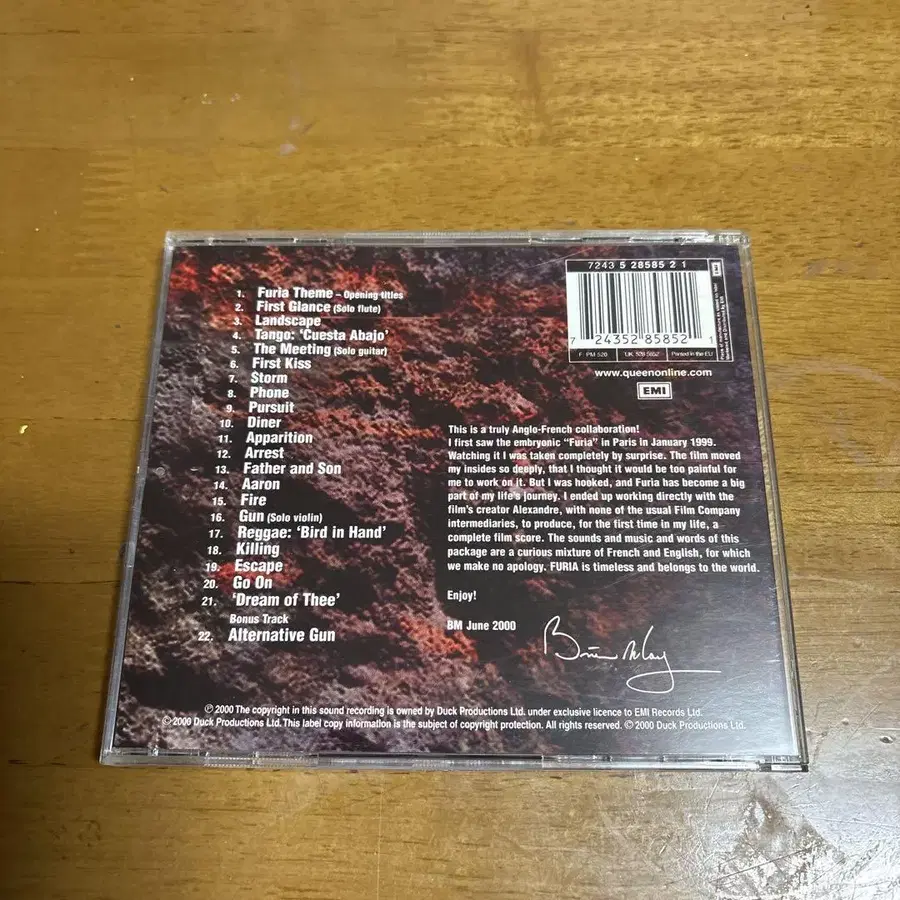 1. Furia Theme – Opening titles
2. First Glance (Solo flute)
3. Landscape
4. Tango: ‘Cuesta Abajo’
5. The Meeting (Solo guitar)
6. First Kiss
7. Storm
8. Phone
9. Pursuit
10. Diner
11. Apparition
12. Arrest
13. Father and Son
14. Aaron
15. Fire
16. Gun (Solo violin)
17. Reggae: ‘Bird in Hand’
18. Killing
19. Escape
20. Go On
21. ‘Dream of Thee’
Bonus Track
22. Alternative Gun
7243 5 28585 2 1
7 24352 85852 1
F: PM 520 UK: 528 5852 Printed in the EU
EMI
www.queenonline.com
EMI
This is a truly Anglo-French collaboration!
I first saw the embryonic “Furia” in Paris in January 1999.
Watching it I was taken completely by surprise. The film moved
my insides so deeply, that I thought it would be too painful for
me to work on it. But I was hooked, and Furia has become a big
part of my life’s journey. I ended up working directly with the
film’s creator Alexandre, with none of the usual Film Company
intermediaries, to produce, for the first time in my life, a
complete film score. The sounds and music and words of this
package are a curious mixture of French and English, for which
we make no apology. FURIA is timeless and belongs to the world.
Enjoy!
BM June 2000
Brian May
℗ 2000 The copyright in this sound recording is owned by Duck Productions Ltd. under exclusive licence to EMI Records Ltd.
© 2000 Duck Productions Ltd. This label copy information is the subject of copyright protection. All rights reserved. © 2000 Duck Productions Ltd.